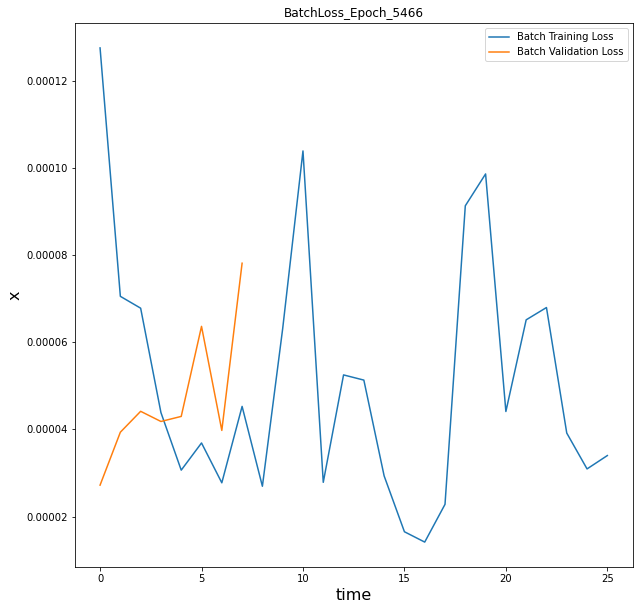 BatchLoss_Epoch_5466
Batch Training Loss
Batch Validation Loss
0.00012
0.00010
0.00008
0.00006
0.00004
0.00002
x
0 5 10 15 20 25
time